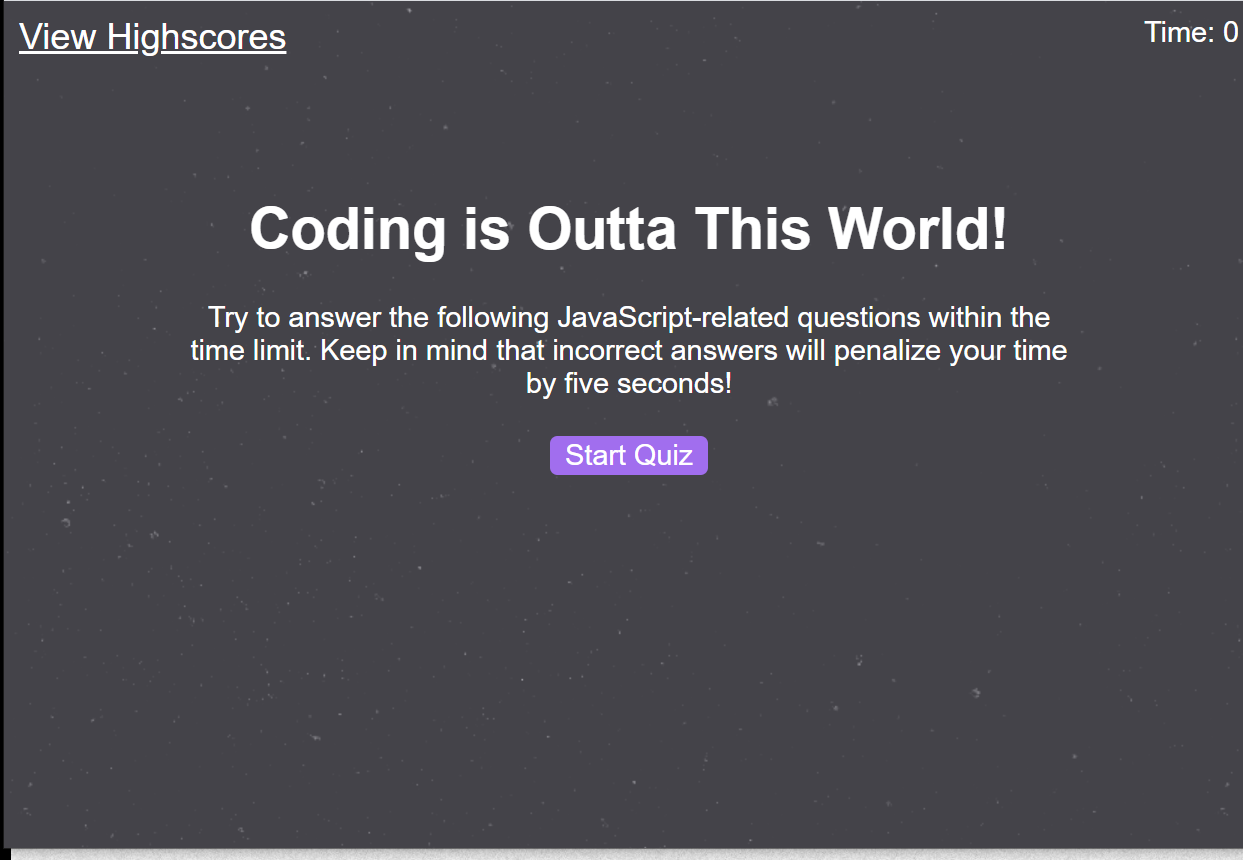 View Highscores
Time: 0
Coding is Outta This World!
Try to answer the following JavaScript-related questions within the
time limit. Keep in mind that incorrect answers will penalize your time
by five seconds!
Start Quiz